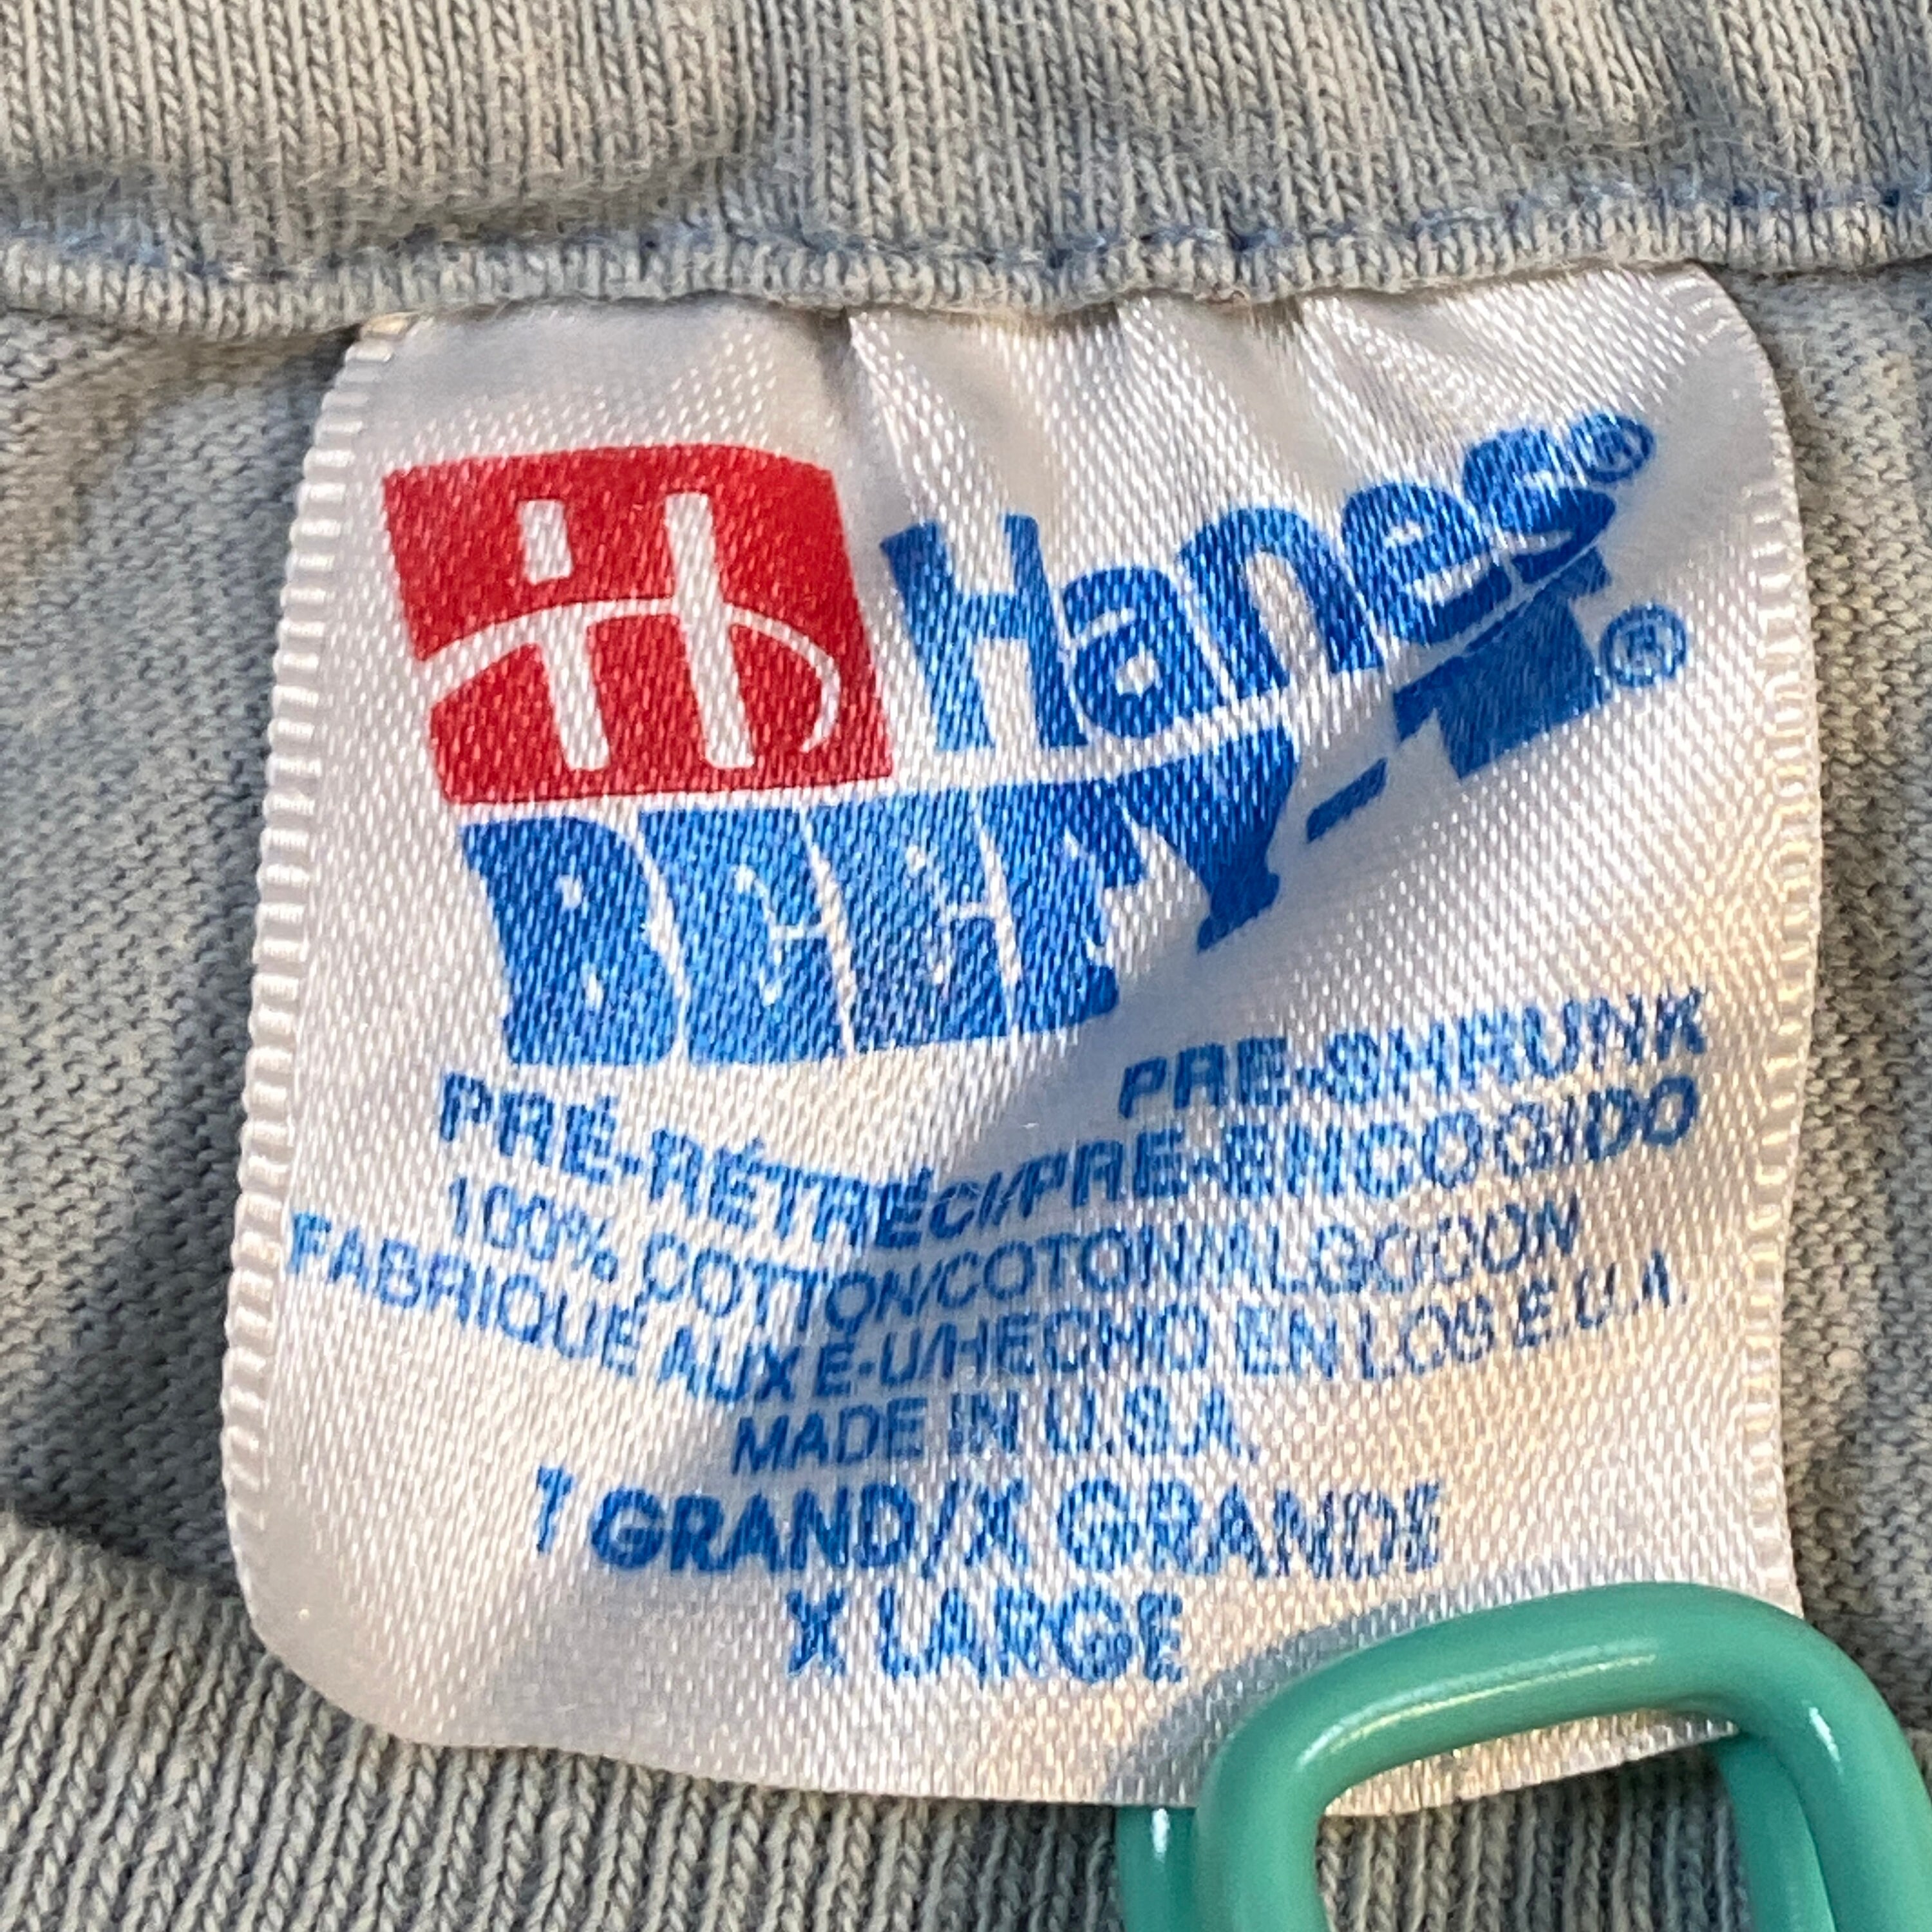 Hanes®
BEEFY-T®
PRE-SHRUNK
PRÉ-RÉTRÉCI/PRE-ENCOGIDO
100% COTTON/COTON/ALGODON
FABRIQUE AUX E-U/HECHO EN LOS E.U.A.
MADE IN U.S.A.
T GRAND/X GRANDE
X LARGE